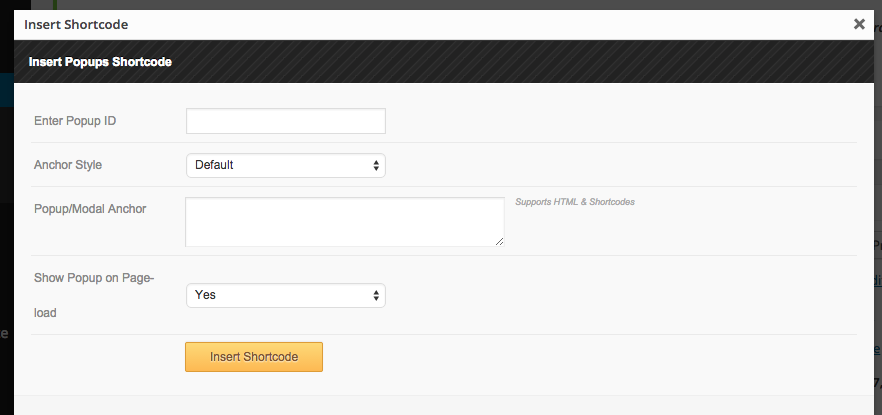 Insert Shortcode
Insert Popups Shortcode
Enter Popup ID
Anchor Style
Default
Popup/Modal Anchor
Supports HTML & Shortcodes
Show Popup on Page-
load
Yes
Insert Shortcode